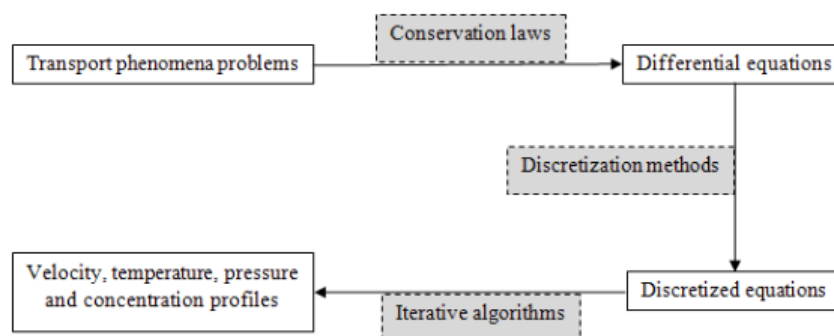 Conservation laws
Transport phenomena problems
Differential equations
Discretization methods
Velocity, temperature, pressure
and concentration profiles
Discretized equations
Iterative algorithms